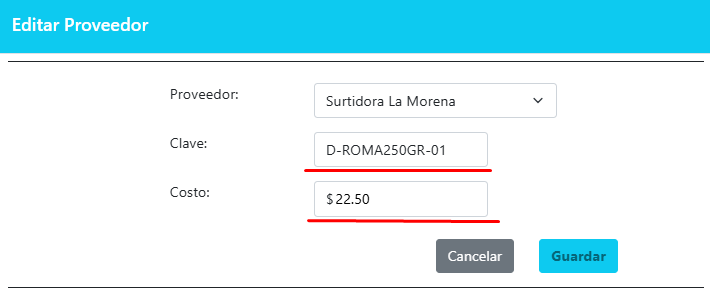 Editar Proveedor
Proveedor: Surtidora La Morena
Clave: D-ROMA250GR-01
Costo: $22.50
Cancelar Guardar